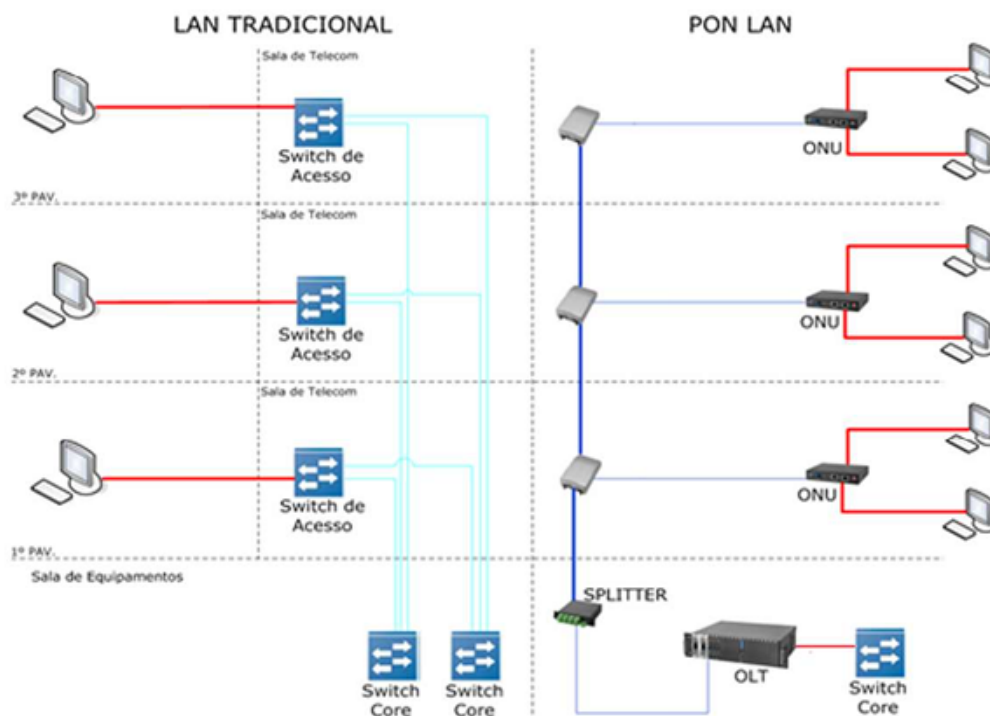 LAN TRADICIONAL
PON LAN
Sala de Telecom
Switch de
Acesso
ONU
3º PAV.
Sala de Telecom
Switch de
Acesso
ONU
2º PAV.
Sala de Telecom
Switch de
Acesso
ONU
1º PAV.
Sala de Equipamentos
SPLITTER
Switch
Core
Switch
Core
OLT
Switch
Core